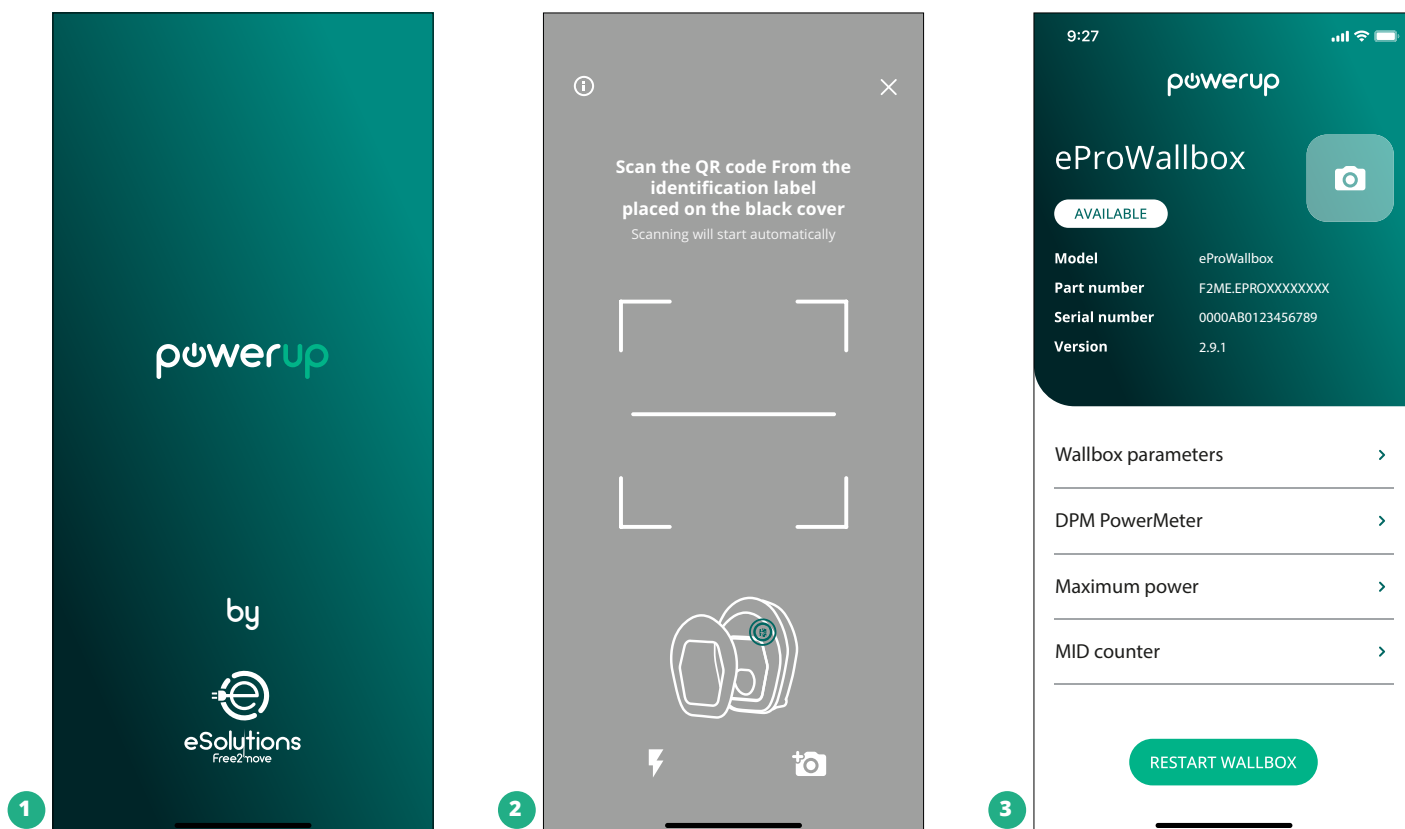 powerup
by
eSolutions
Free2move
1
Scan the QR code From the
identification label
placed on the black cover
Scanning will start automatically
2
9:27
powerup
eProWallbox
AVAILABLE
Model eProWallbox
Part number F2ME.EPROXXXXXXXX
Serial number 0000AB0123456789
Version 2.9.1
Wallbox parameters
DPM PowerMeter
Maximum power
MID counter
RESTART WALLBOX
3